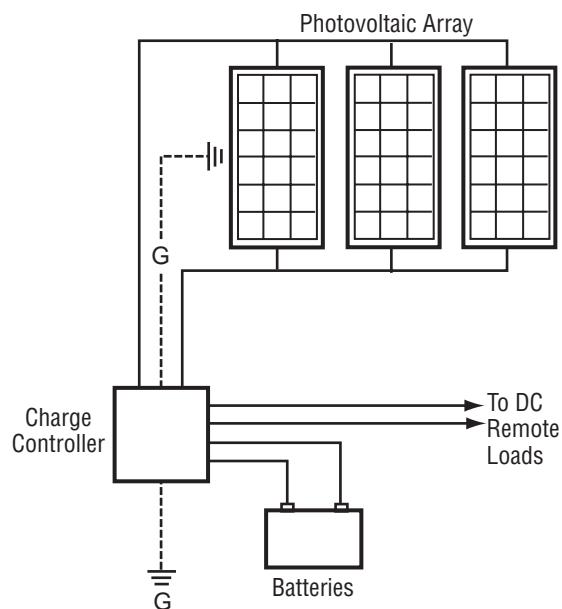 Photovoltaic Array
G
Charge
Controller
To DC
Remote
Loads
Batteries
G